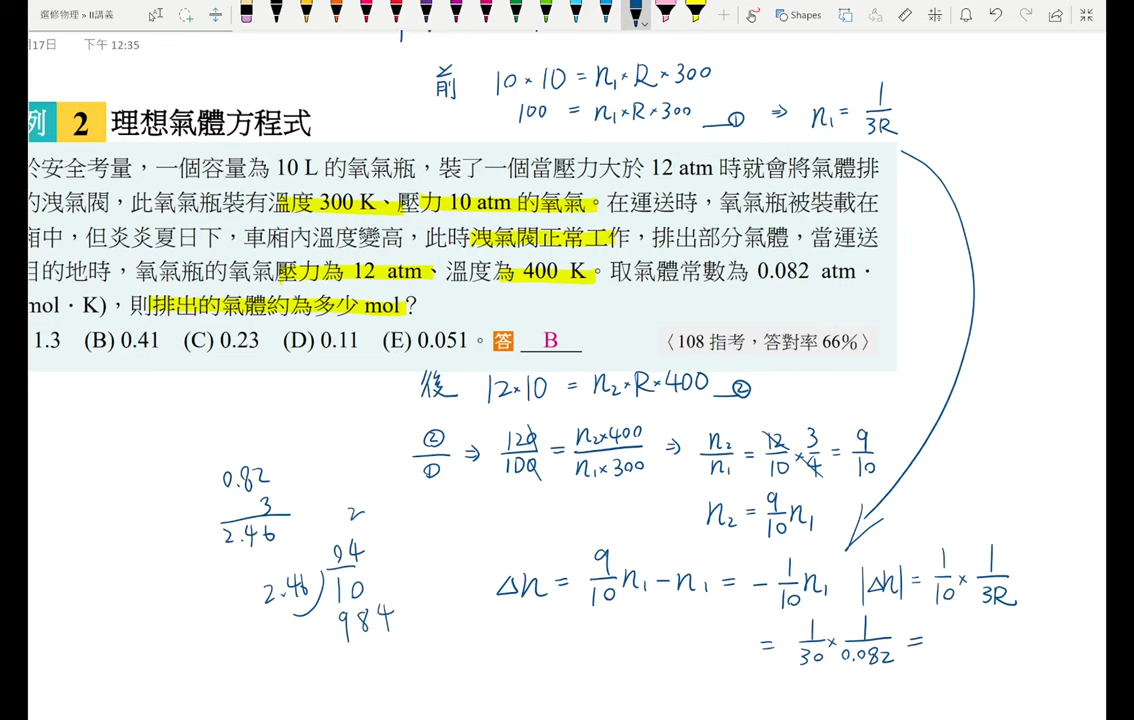 選修物理 » II講義
Shapes
月17日 下午 12:35
前 10×10 = n₁×R×300
100 = n₁×R×300 ① ⇒ n₁ = 1/3R
例 2 理想氣體方程式
於安全考量，一個容量為 10 L 的氧氣瓶，裝了一個當壓力大於 12 atm 時就會將氣體排
的洩氣閥，此氧氣瓶裝有溫度 300 K、壓力 10 atm 的氧氣。在運送時，氧氣瓶被裝載在
廂中，但炎炎夏日下，車廂內溫度變高，此時洩氣閥正常工作，排出部分氣體，當運送
目的地時，氧氣瓶的氧氣壓力為 12 atm、溫度為 400 K。取氣體常數為 0.082 atm．
mol．K)，則排出的氣體約為多少 mol？
1.3 (B) 0.41 (C) 0.23 (D) 0.11 (E) 0.051。答 B 〈108 指考，答對率 66%〉
後 12×10 = n₂×R×400 ②
②/① ⇒ 120/100 = n₂×400/n₁×300 ⇒ n₂/n₁ = 12/10 × 3/4 = 9/10
n₂ = 9/10 n₁
0.82
3
2.46
04
2.46 ) 10
984
Δn = 9/10 n₁ - n₁ = - 1/10 n₁ |Δn| = 1/10 × 1/3R
= 1/30 × 1/0.082 =